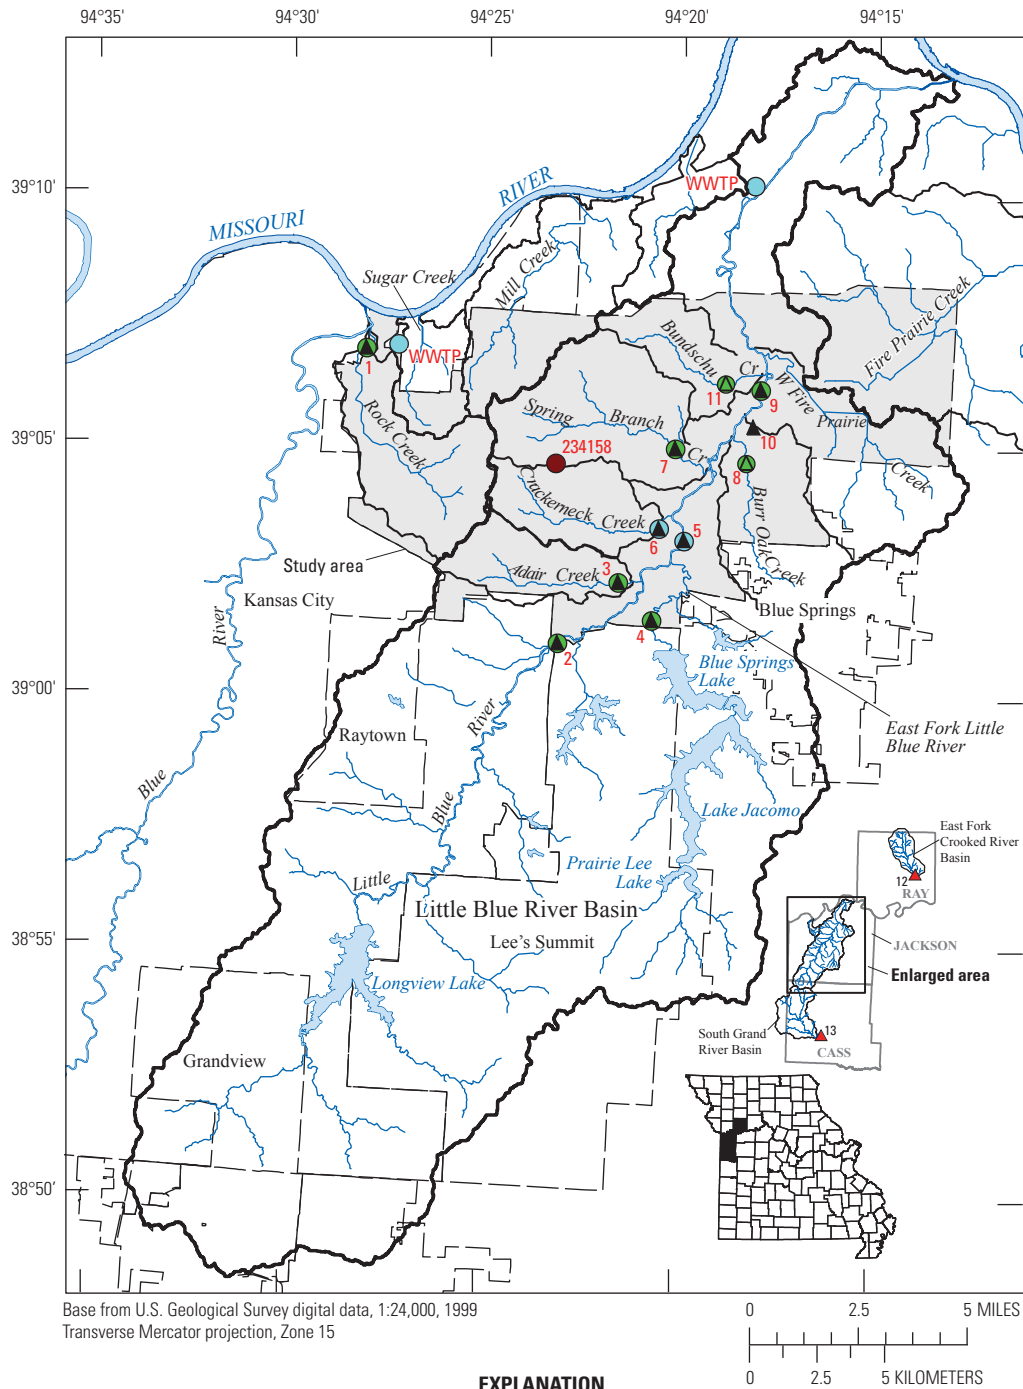 94°35'
94°30'
94°25'
94°20'
94°15'
39°10'
39°05'
39°00'
38°55'
38°50'
MISSOURI
RIVER
WWTP
Sugar Creek
Mill Creek
WWTP
1
Rock Creek
Bundschu
Cr
11
9
W Fire
Prairie
Creek
Fire Prairie Creek
10
Spring
Branch
Cr
7
234158
8
Burr Oak Creek
Crackerneck Creek
6
5
Study area
3
Adair Creek
Kansas City
Blue Springs
4
2
Blue Springs
Lake
East Fork Little
Blue River
River
Blue
Raytown
River
Blue
Little
Lake Jacomo
Prairie Lee
Lake
Little Blue River Basin
Lee's Summit
Longview Lake
Grandview
East Fork
Crooked River
Basin
12
RAY
JACKSON
Enlarged area
South Grand
River Basin
13
CASS
Base from U.S. Geological Survey digital data, 1:24,000, 1999
Transverse Mercator projection, Zone 15
0 2.5 5 MILES
0 2.5 5 KILOMETERS
EXPLANATION